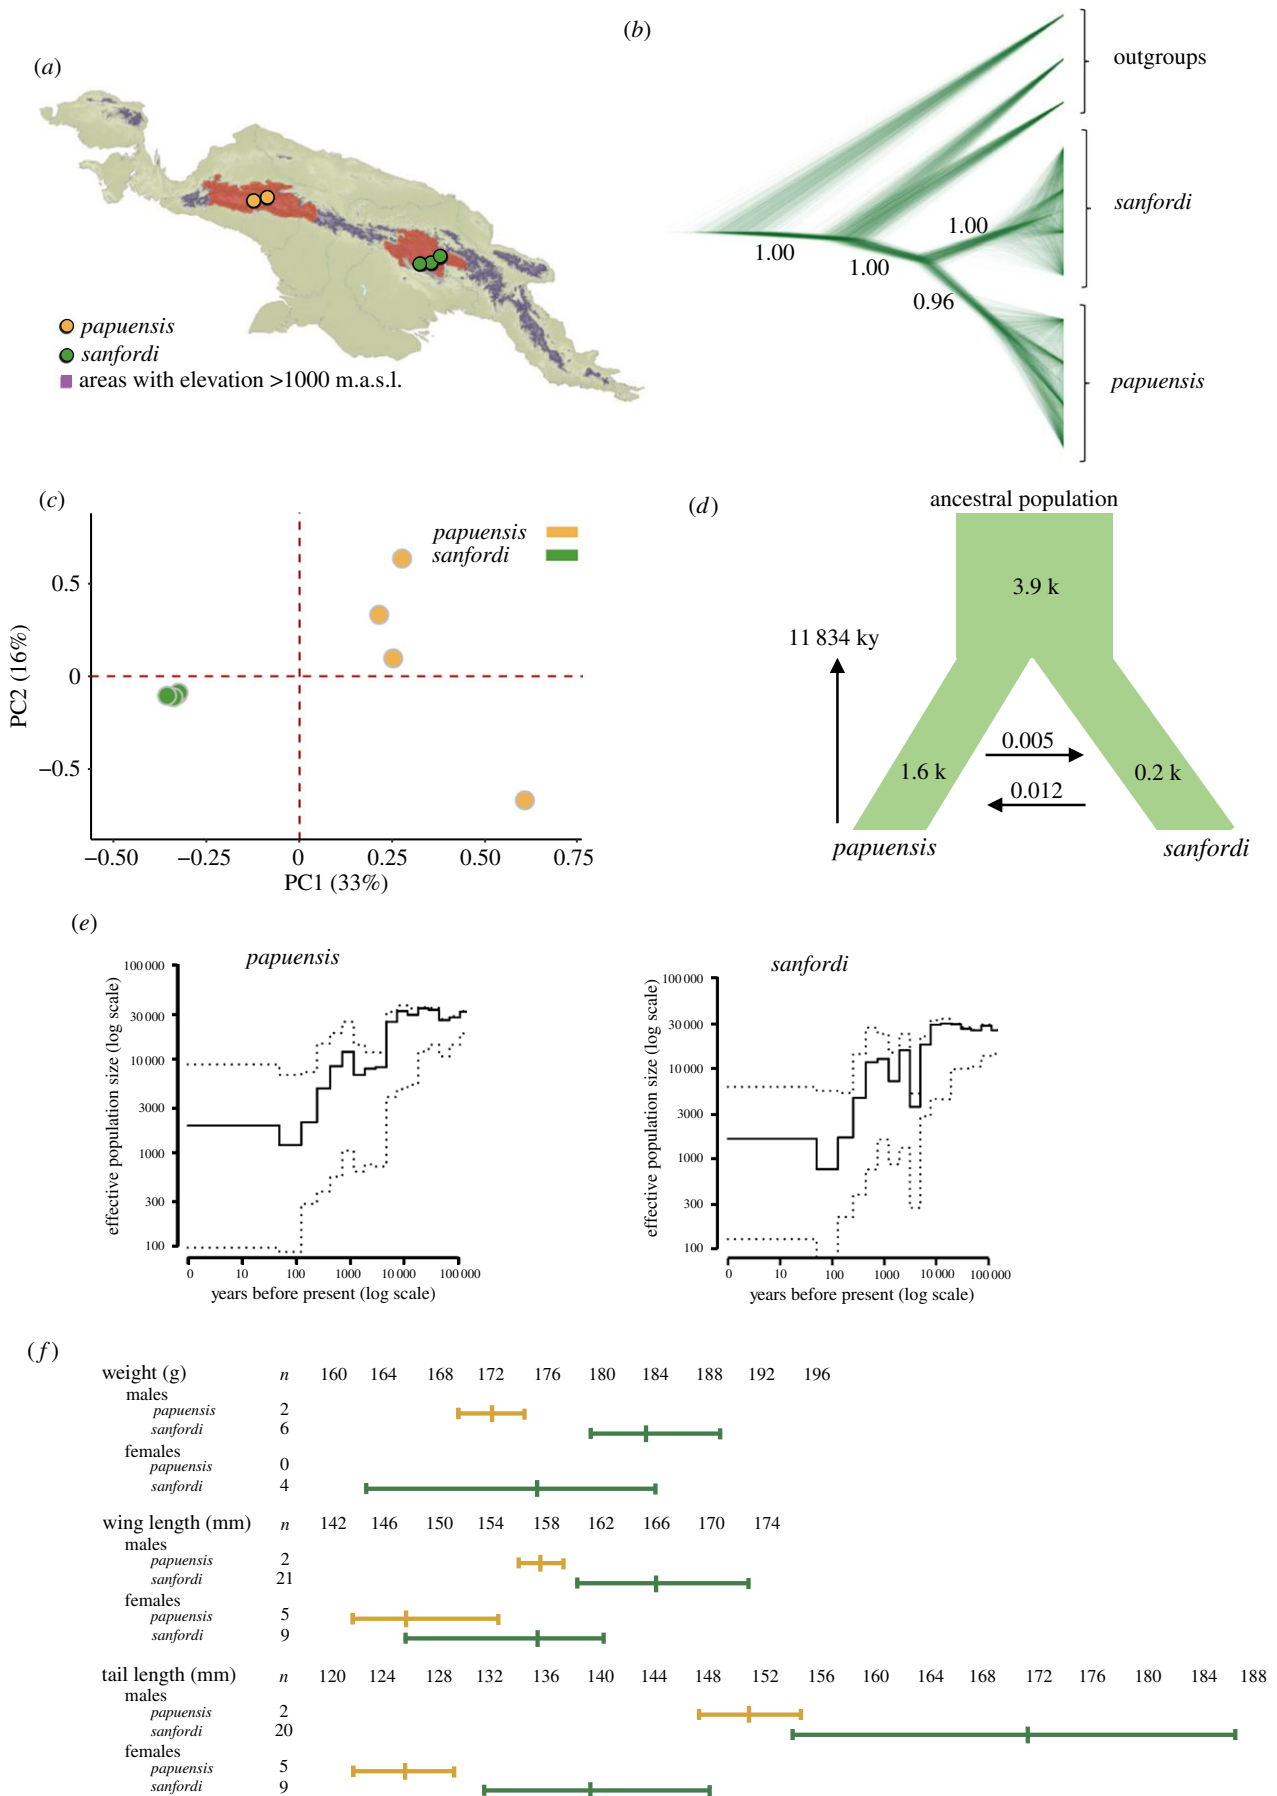 (a)
papuensis
sanfordi
areas with elevation >1000 m.a.s.l.
(b)
outgroups
sanfordi
papuensis
1.00
1.00
1.00
0.96
(c)
papuensis
sanfordi
PC2 (16%)
0.5
0
−0.5
−0.50 −0.25 0 0.25 0.50 0.75
PC1 (33%)
(d)
ancestral population
3.9 k
11 834 ky
0.005
1.6 k
0.2 k
0.012
papuensis
sanfordi
(e)
papuensis
effective population size (log scale)
100 000
30 000
10 000
3000
1000
300
100
0 10 100 1000 10 000 100 000
years before present (log scale)
sanfordi
effective population size (log scale)
100 000
30 000
10 000
3000
1000
300
100
0 10 100 1000 10 000 100 000
years before present (log scale)
(f)
weight (g) n 160 164 168 172 176 180 184 188 192 196
males
papuensis 2
sanfordi 6
females
papuensis 0
sanfordi 4
wing length (mm) n 142 146 150 154 158 162 166 170 174
males
papuensis 2
sanfordi 21
females
papuensis 5
sanfordi 9
tail length (mm) n 120 124 128 132 136 140 144 148 152 156 160 164 168 172 176 180 184 188
males
papuensis 2
sanfordi 20
females
papuensis 5
sanfordi 9